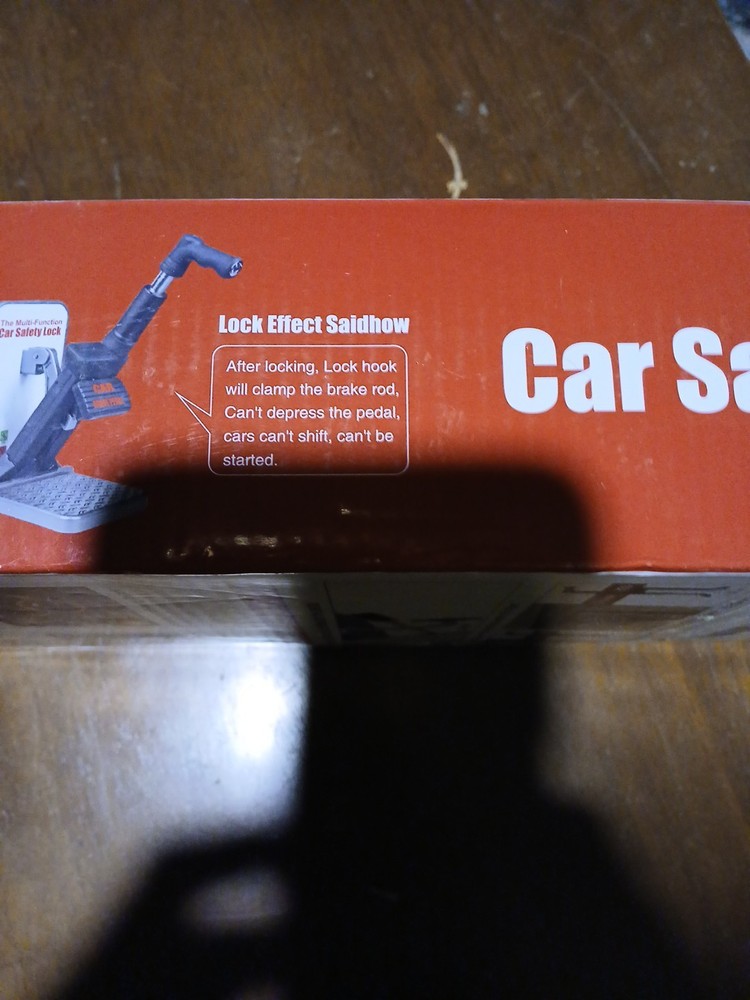 The Multi-Function
Car Safety Lock
CAR
Lock Effect Saidhow
After locking, Lock hook
will clamp the brake rod,
Can't depress the pedal,
cars can't shift, can't be
started.
Car Sa